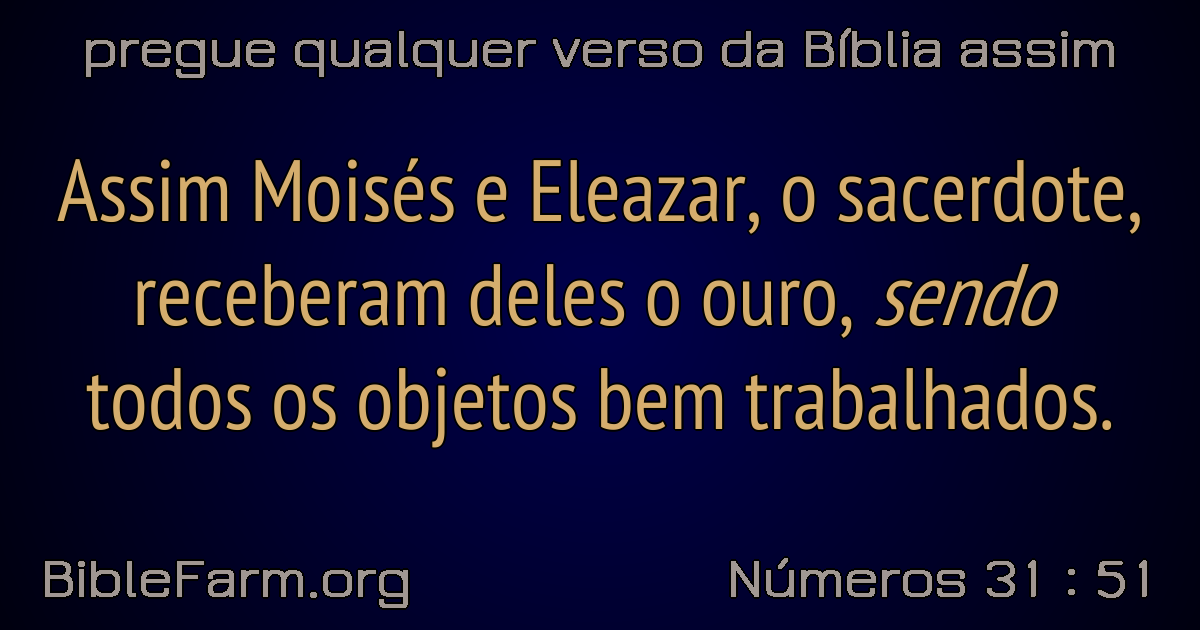 pregue qualquer verso da Bíblia assim
Assim Moisés e Eleazar, o sacerdote,
receberam deles o ouro, sendo
todos os objetos bem trabalhados.
BibleFarm.org
Números 31 : 51